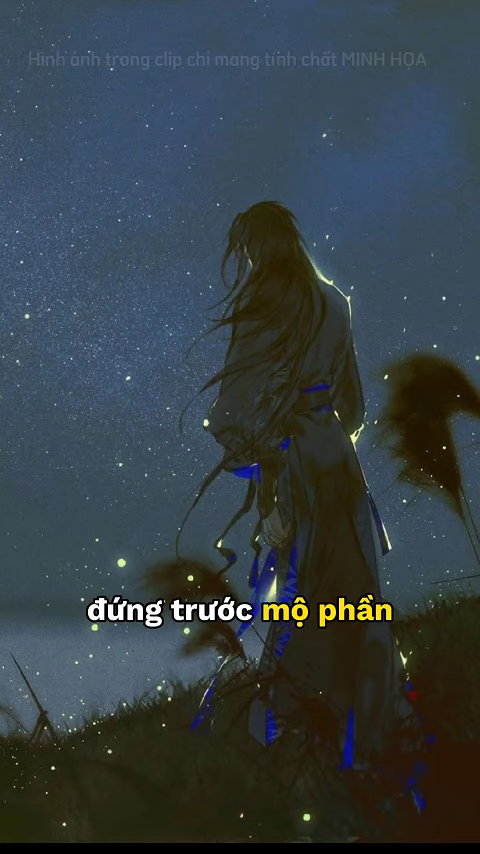 Hình ảnh trong clip chỉ mang tính chất MINH HỌA
đứng trước mộ phần